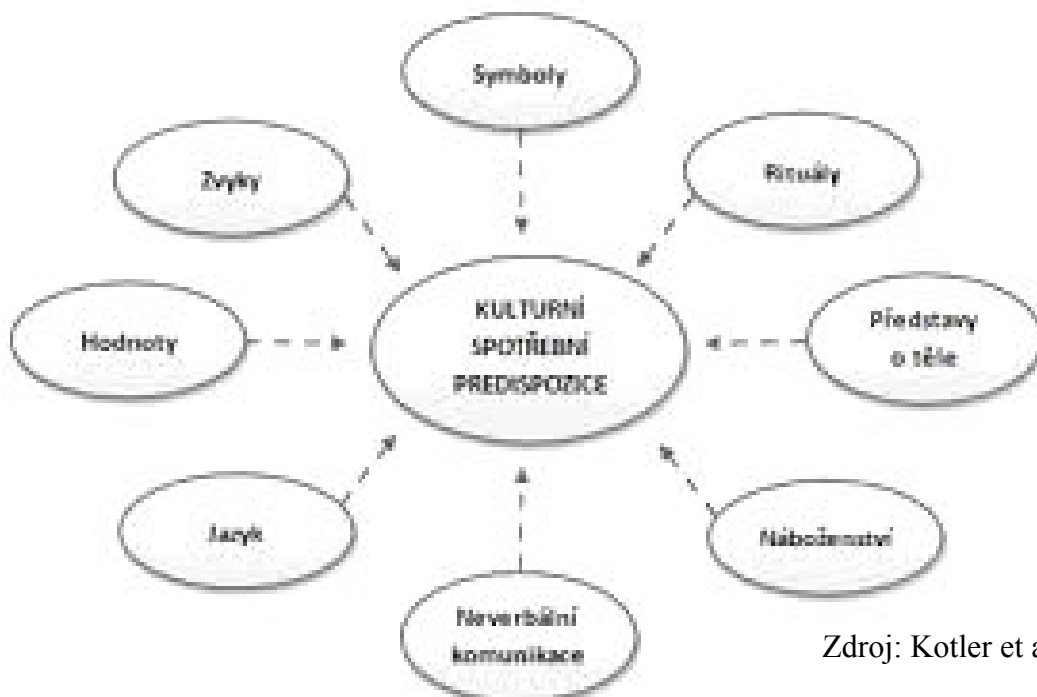 Symboly
Zvyky
Rituály
Hodnoty
KULTURNÍ
SPOTŘEBNÍ
PREDISPOZICE
Představy
o těle
Jazyk
Náboženství
Neverbální
komunikace
Zdroj: Kotler et a